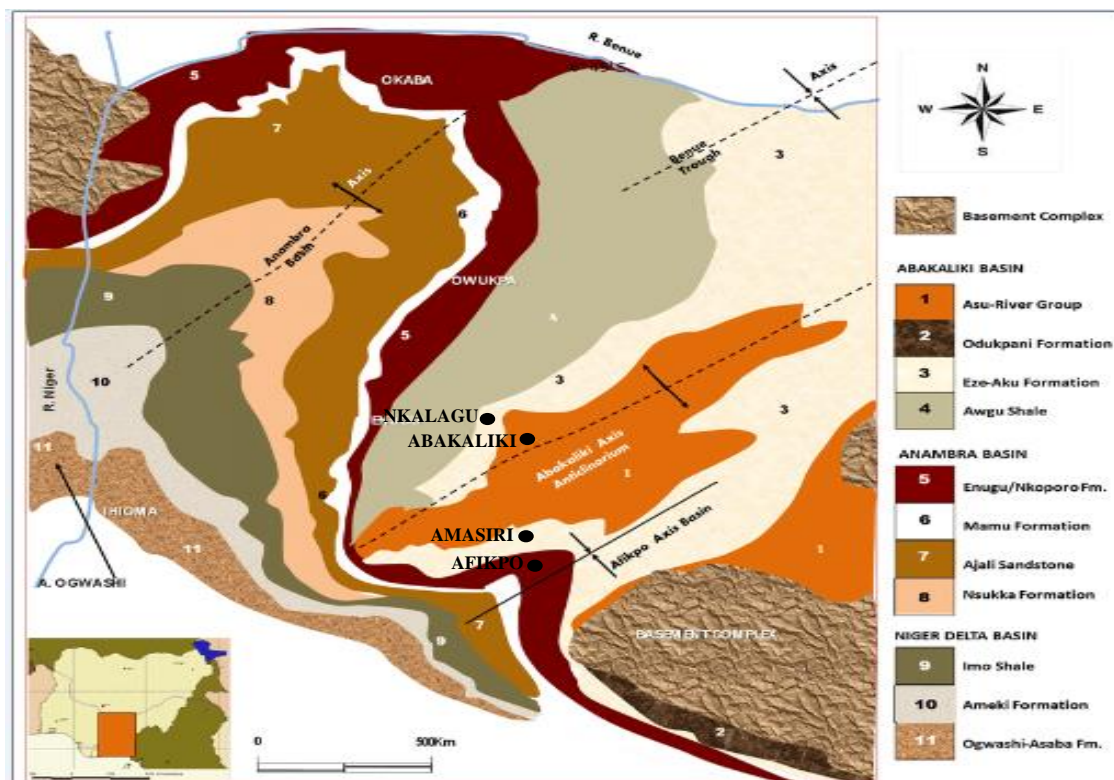 R. Benue
5
OKABA
Axis
7
3
Benue
Trough
Axis
6
Anambra
Basin
9
8
OWUKPA
4
5
10
3
R. Niger
NKALAGU
ABAKALIKI
3
11
Abakaliki Axis
Anticlinorium
1
6
IHIOMA
AMASIRI
Afikpo Axis Basin
11
AFIKPO
1
A. OGWASHI
7
BASEMENT COMPLEX
9
2
0
500Km
N
W
E
S
Basement Complex
ABAKALIKI BASIN
1 Asu-River Group
2 Odukpani Formation
3 Eze-Aku Formation
4 Awgu Shale
ANAMBRA BASIN
5 Enugu/Nkoporo Fm.
6 Mamu Formation
7 Ajali Sandstone
8 Nsukka Formation
NIGER DELTA BASIN
9 Imo Shale
10 Ameki Formation
11 Ogwashi-Asaba Fm.